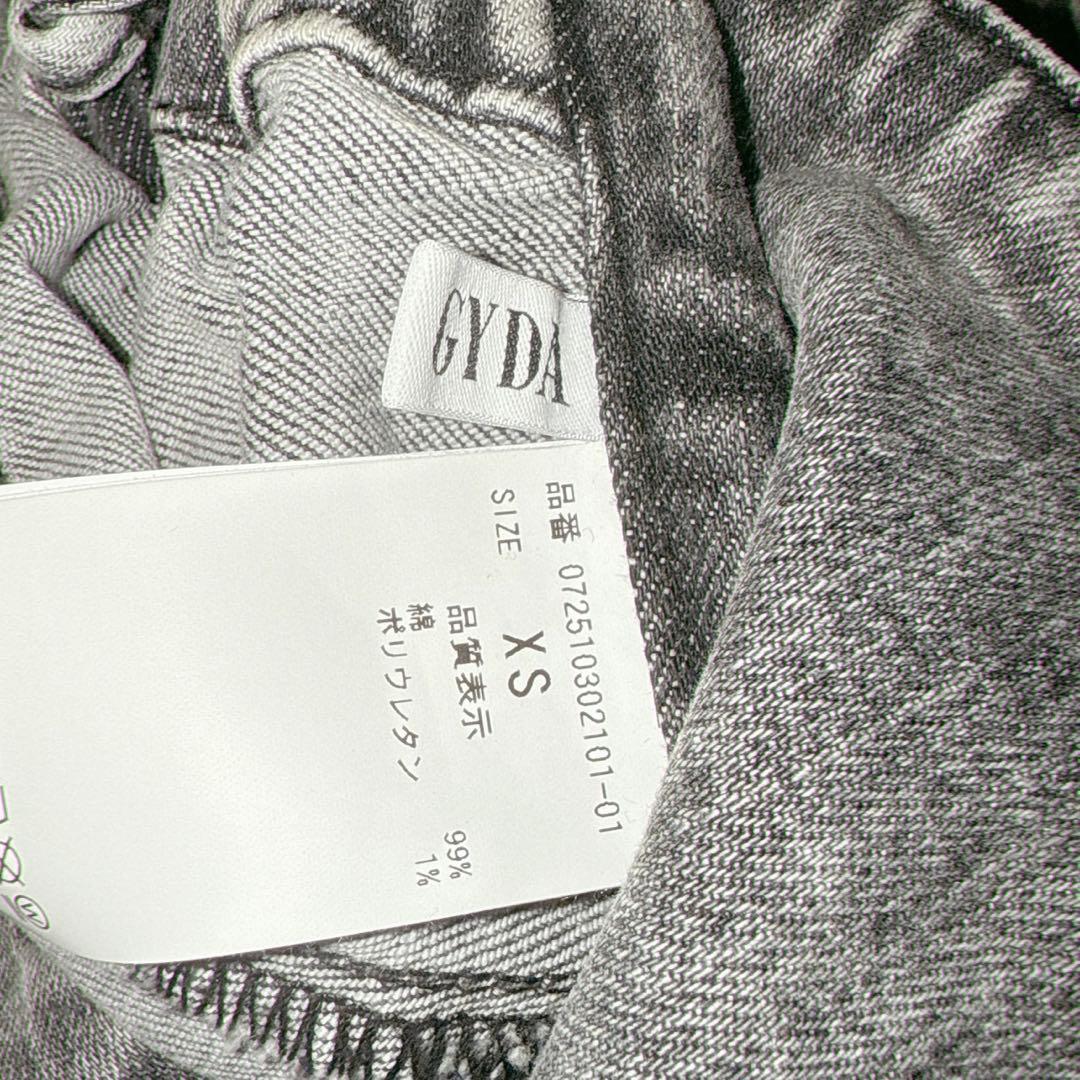 GYDA
品番 072510302101-01
SIZE
XS
品質表示
綿 99%
ポリウレタン 1%
W